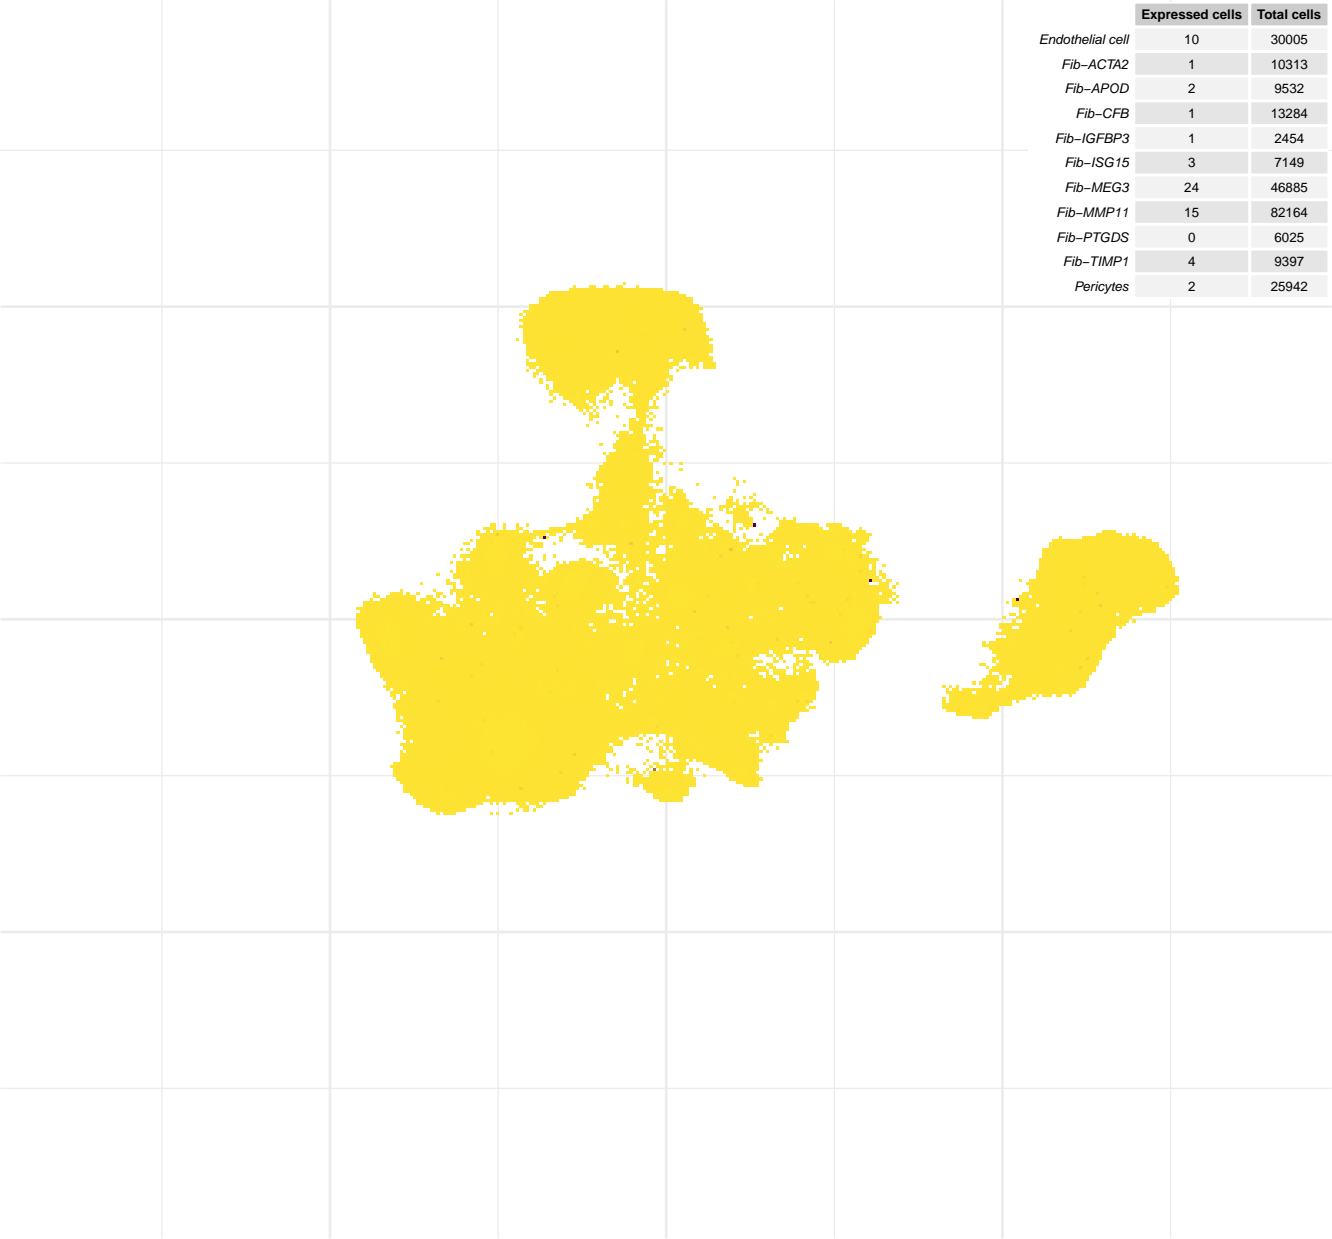 Expressed cells Total cells
Endothelial cell 10 30005
Fib−ACTA2 1 10313
Fib−APOD 2 9532
Fib−CFB 1 13284
Fib−IGFBP3 1 2454
Fib−ISG15 3 7149
Fib−MEG3 24 46885
Fib−MMP11 15 82164
Fib−PTGDS 0 6025
Fib−TIMP1 4 9397
Pericytes 2 25942